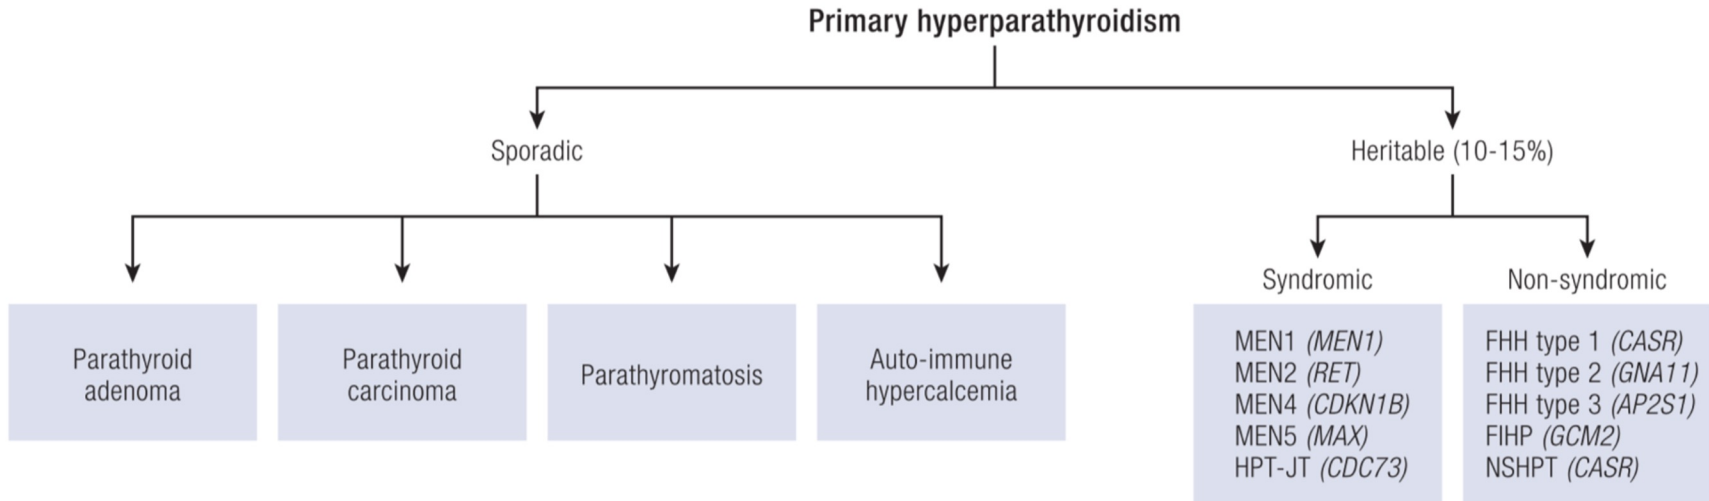 Primary hyperparathyroidism
Sporadic
Heritable (10-15%)
Syndromic
Non-syndromic
Parathyroid
adenoma
Parathyroid
carcinoma
Parathyromatosis
Auto-immune
hypercalcemia
MEN1 (MEN1)
MEN2 (RET)
MEN4 (CDKN1B)
MEN5 (MAX)
HPT-JT (CDC73)
FHH type 1 (CASR)
FHH type 2 (GNA11)
FHH type 3 (AP2S1)
FIHP (GCM2)
NSHPT (CASR)